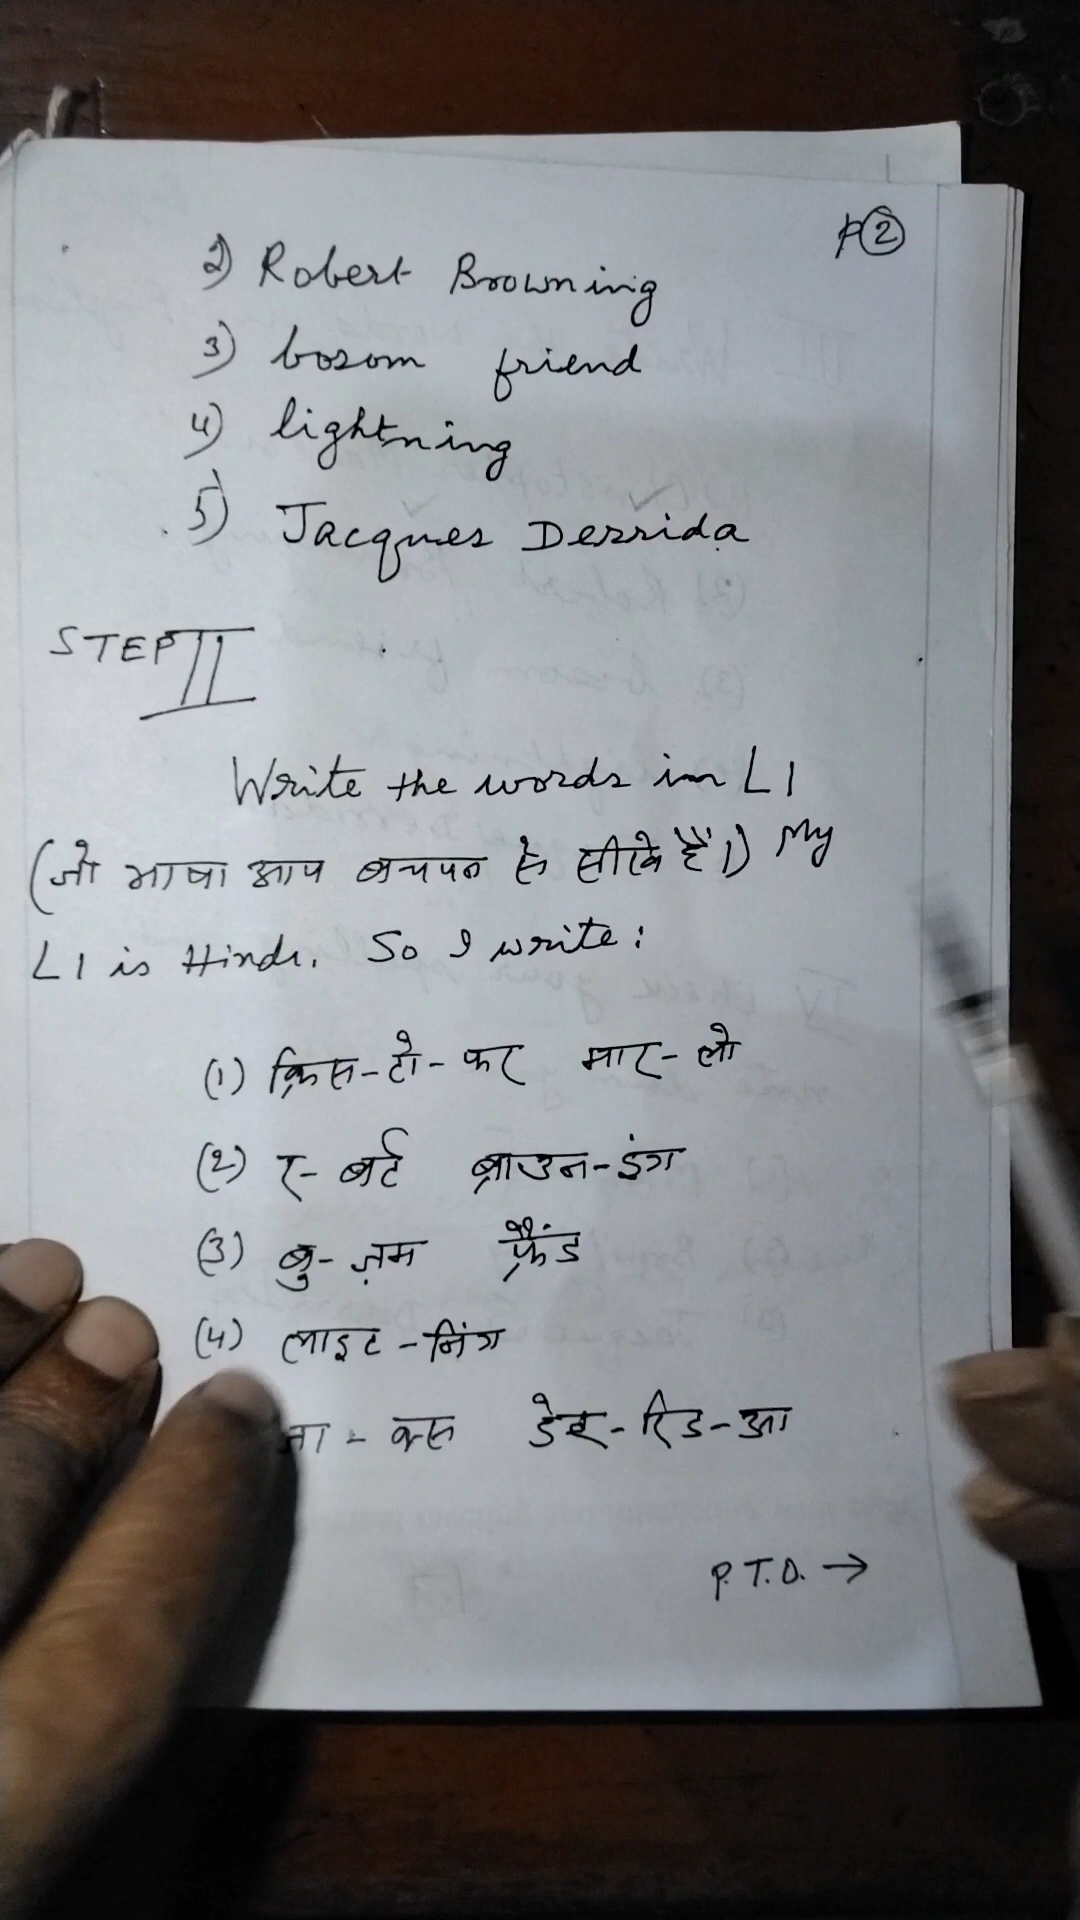 P②
2) Robert Browning
3) bosom friend
4) lightning
5) Jacques Derrida
STEP II
Write the words in L1
(जो भाषा आप बचपन से सीखे हैं।) My
L1 is Hindi. So I write:
(1) क्रिस-टो-फर मार-लो
(2) र-बर्ट ब्राउन-इंग
(3) बु-ज़म फ्रैंड
(4) लाइट-निंग
जा-क्स डेइ-रिड-आ
P.T.O. →